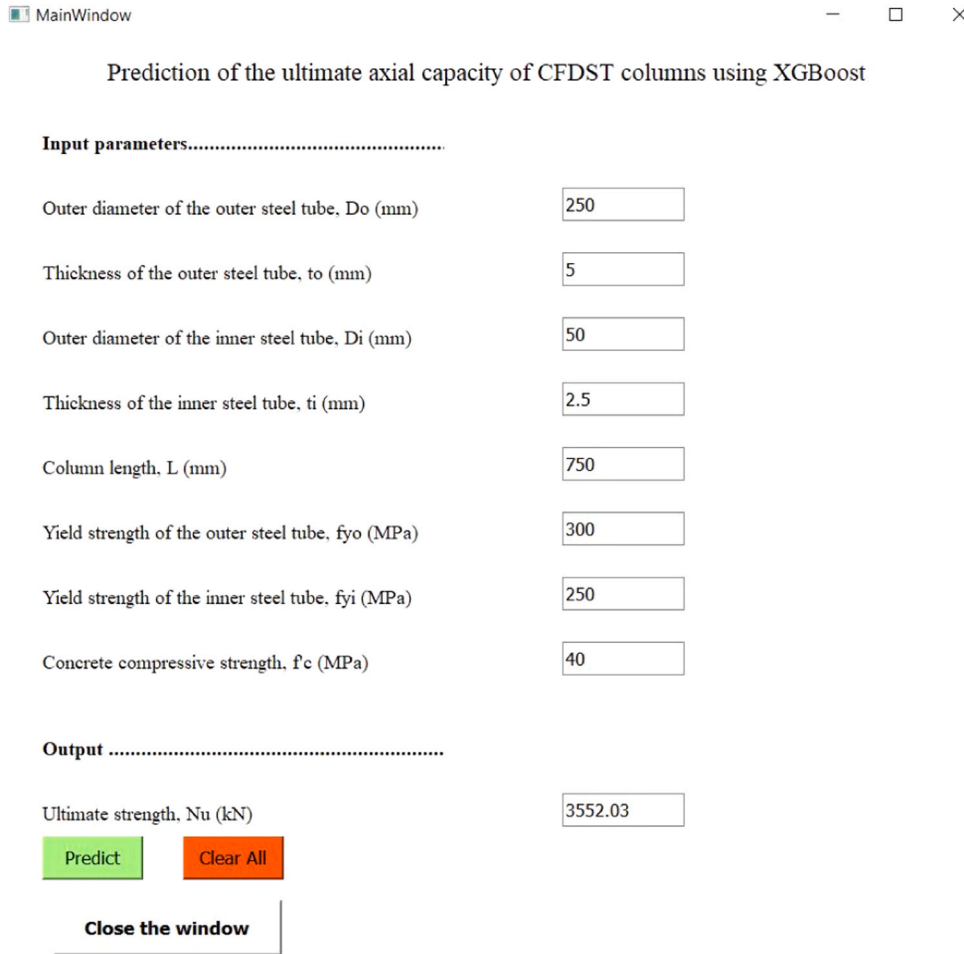 MainWindow
Prediction of the ultimate axial capacity of CFDST columns using XGBoost
Input parameters................................................
Outer diameter of the outer steel tube, Do (mm) 250
Thickness of the outer steel tube, to (mm) 5
Outer diameter of the inner steel tube, Di (mm) 50
Thickness of the inner steel tube, ti (mm) 2.5
Column length, L (mm) 750
Yield strength of the outer steel tube, fyo (MPa) 300
Yield strength of the inner steel tube, fyi (MPa) 250
Concrete compressive strength, f'c (MPa) 40
Output ...............................................................
Ultimate strength, Nu (kN) 3552.03
Predict Clear All
Close the window